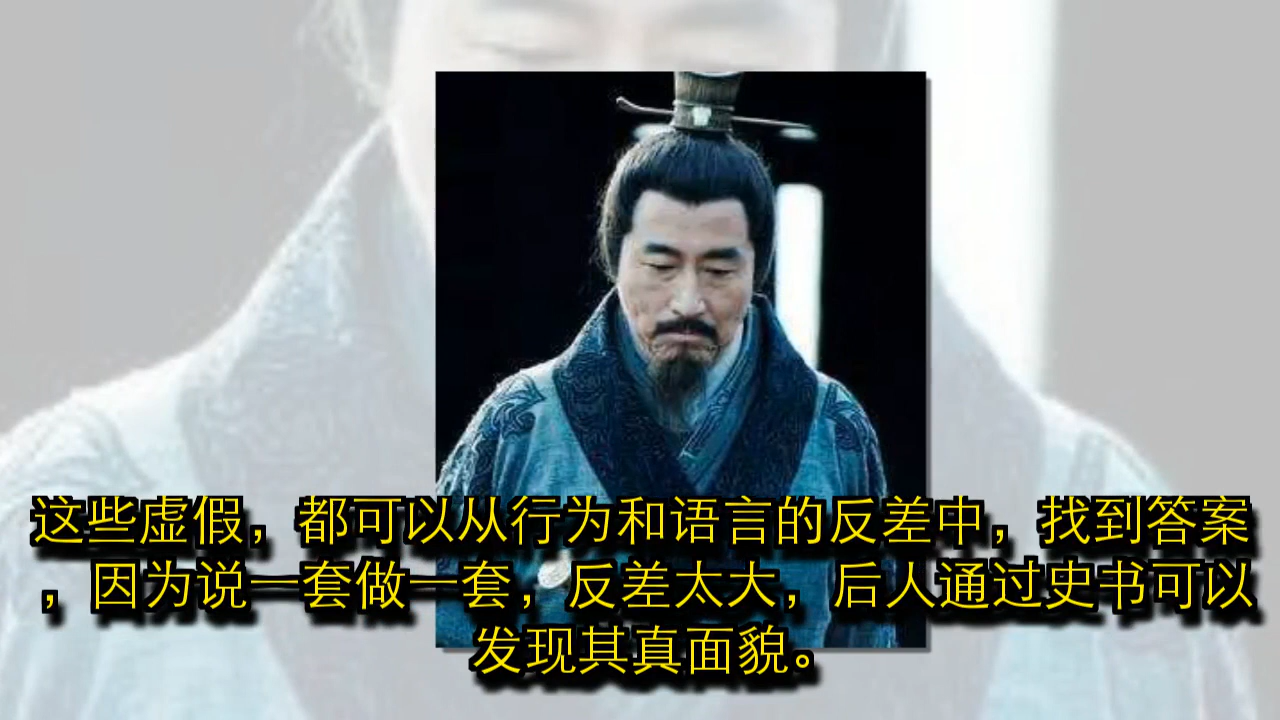 这些虚假，都可以从行为和语言的反差中，找到答案
，因为说一套做一套，反差太大，后人通过史书可以
发现其真面貌。